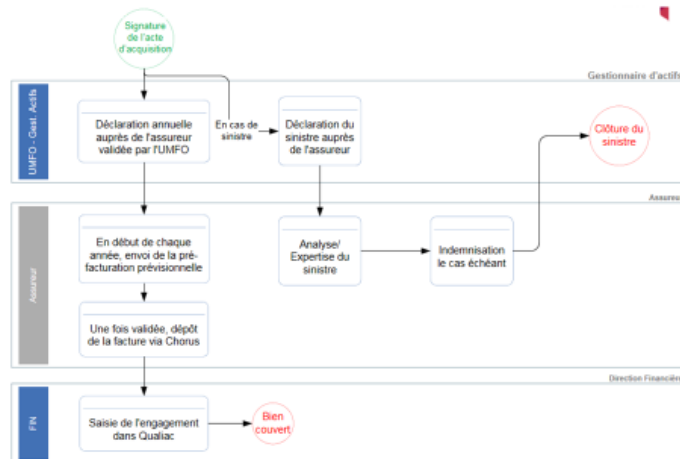 Signature
de l'acte
d'acquisition
Gestionnaire d'actifs
UMFO - Gest. Actifs
Déclaration annuelle
auprès de l'assureur
validée par l'UMFO
En cas de
sinistre
Déclaration du
sinistre auprès
de l'assureur
Clôture du
sinistre
Assureur
Assureur
En début de chaque
année, envoi de la pré-
facturation prévisionnelle
Analyse/
Expertise du
sinistre
Indemnisation
le cas échéant
Une fois validée, dépôt
de la facture via Chorus
Direction Financière
FIN
Saisie de l'engagement
dans Qualiac
Bien
couvert